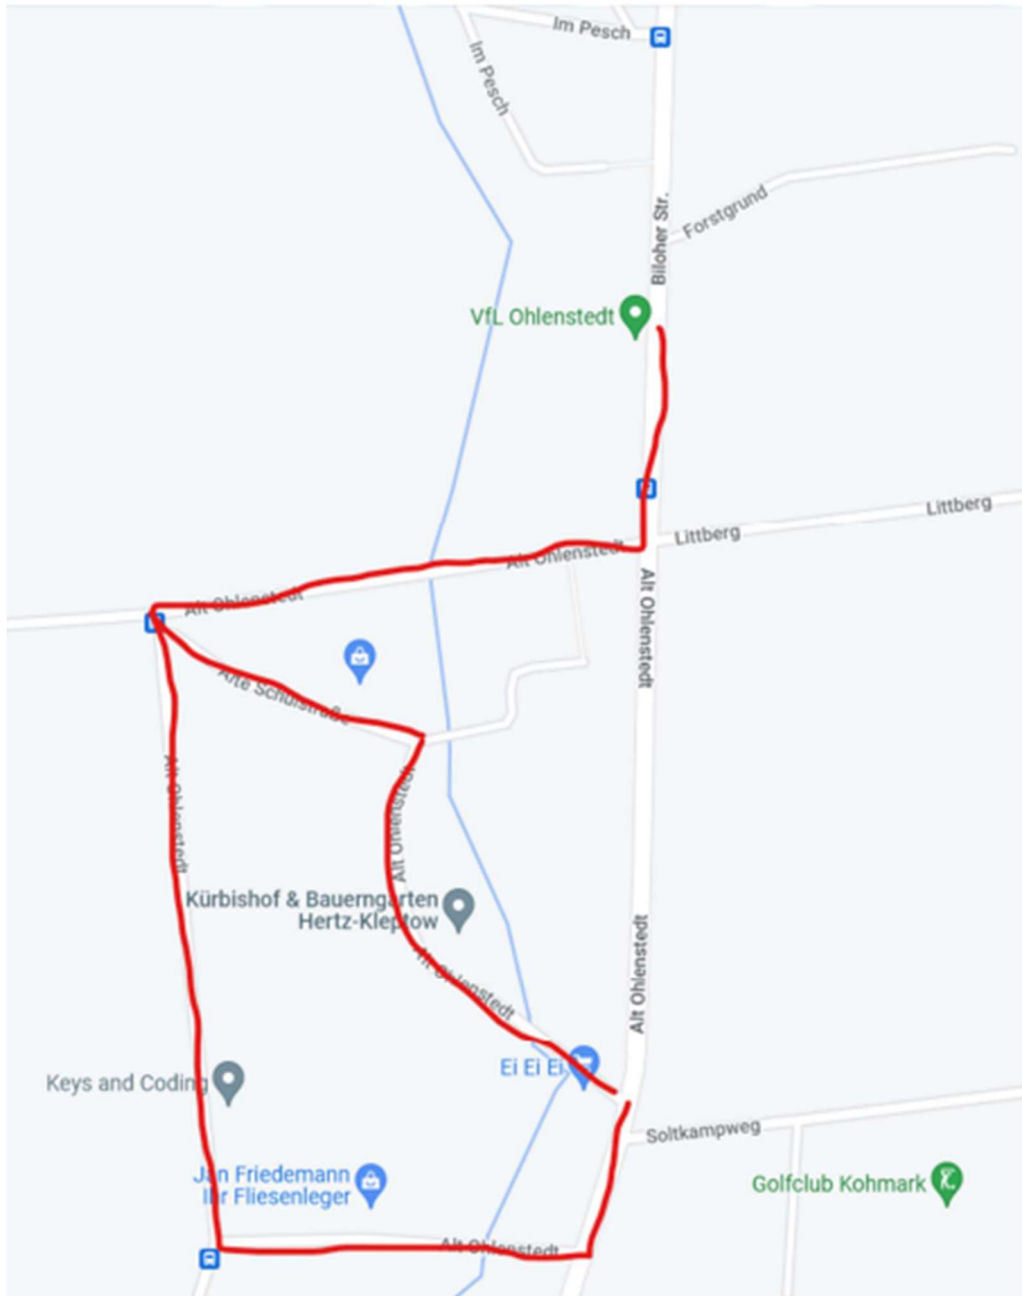 Im Pesch
Im Pesch
Biloher Str.
Forstgrund
VfL Ohlenstedt
Littberg
Littberg
Alt Ohlenstedt
Alt Ohlenstedt
Alt Ohlenstedt
Alte Schulstraße
Alt Ohlenstedt
Alt Ohlenstedt
Kürbishof & Bauerngarten
Hertz-Kleptow
Alt Ohlenstedt
Alt Ohlenstedt
Ei Ei Ei
Keys and Coding
Soltkampweg
Jan Friedemann
Ihr Fliesenleger
Golfclub Kohmark
Alt Ohlenstedt